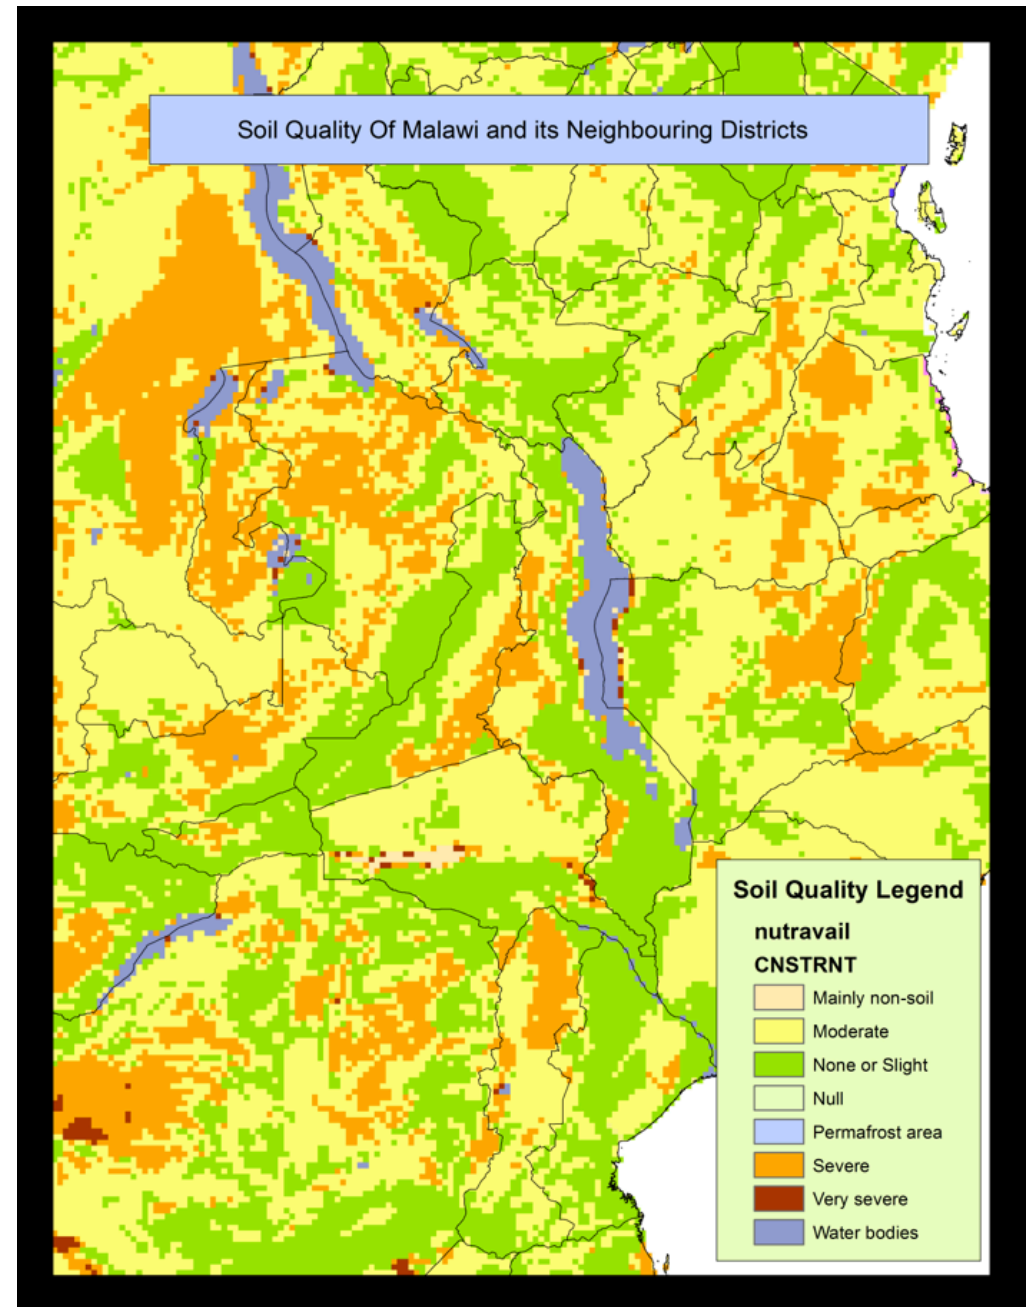 Soil Quality Of Malawi and its Neighbouring Districts
Soil Quality Legend
nutravail
CNSTRNT
Mainly non-soil
Moderate
None or Slight
Null
Permafrost area
Severe
Very severe
Water bodies